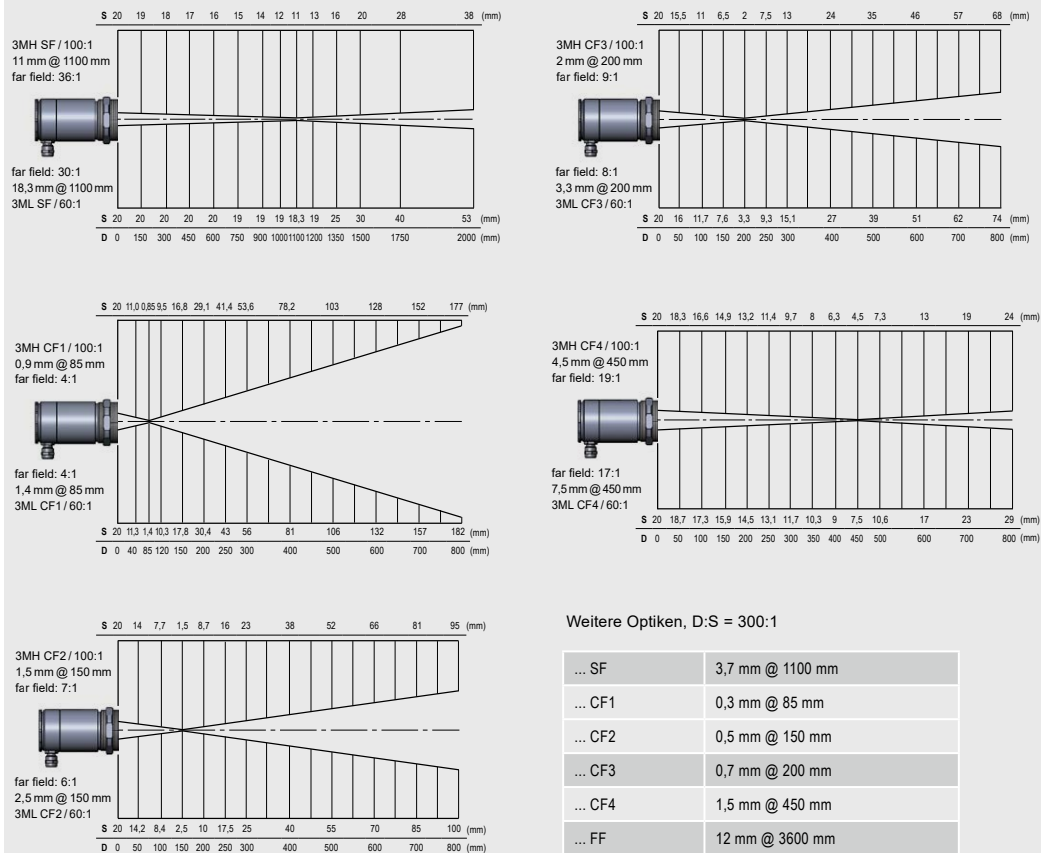 S 20 19 18 17 16 15 14 12 11 13 16 20 28 38 (mm)
3MH SF / 100:1
11 mm @ 1100 mm
far field: 36:1
far field: 30:1
18,3 mm @ 1100 mm
3ML SF / 60:1
S 20 20 20 20 20 19 19 19 18,3 19 25 30 40 53 (mm)
D 0 150 300 450 600 750 900 1000 1100 1200 1350 1500 1750 2000 (mm)
S 20 15,5 11 6,5 2 7,5 13 24 35 46 57 68 (mm)
3MH CF3 / 100:1
2 mm @ 200 mm
far field: 9:1
far field: 8:1
3,3 mm @ 200 mm
3ML CF3 / 60:1
S 20 16 11,7 7,6 3,3 9,3 15,1 27 39 51 62 74 (mm)
D 0 50 100 150 200 250 300 400 500 600 700 800 (mm)
S 20 11,0 0,85 9,5 16,8 29,1 41,4 53,6 78,2 103 128 152 177 (mm)
3MH CF1 / 100:1
0,9 mm @ 85 mm
far field: 4:1
far field: 4:1
1,4 mm @ 85 mm
3ML CF1 / 60:1
S 20 11,3 1,4 10,3 17,8 30,4 43 56 81 106 132 157 182 (mm)
D 0 40 85 120 150 200 250 300 400 500 600 700 800 (mm)
S 20 18,3 16,6 14,9 13,2 11,4 9,7 8 6,3 4,5 7,3 13 19 24 (mm)
3MH CF4 / 100:1
4,5 mm @ 450 mm
far field: 19:1
far field: 17:1
7,5 mm @ 450 mm
3ML CF4 / 60:1
S 20 18,7 17,3 15,9 14,5 13,1 11,7 10,3 9 7,5 10,6 17 23 29 (mm)
D 0 50 100 150 200 250 300 350 400 450 500 600 700 800 (mm)
S 20 14 7,7 1,5 8,7 16 23 38 52 66 81 95 (mm)
3MH CF2 / 100:1
1,5 mm @ 150 mm
far field: 7:1
far field: 6:1
2,5 mm @ 150 mm
3ML CF2 / 60:1
S 20 14,2 8,4 2,5 10 17,5 25 40 55 70 85 100 (mm)
D 0 50 100 150 200 250 300 400 500 600 700 800 (mm)
Weitere Optiken, D:S = 300:1
... SF 3,7 mm @ 1100 mm
... CF1 0,3 mm @ 85 mm
... CF2 0,5 mm @ 150 mm
... CF3 0,7 mm @ 200 mm
... CF4 1,5 mm @ 450 mm
... FF 12 mm @ 3600 mm